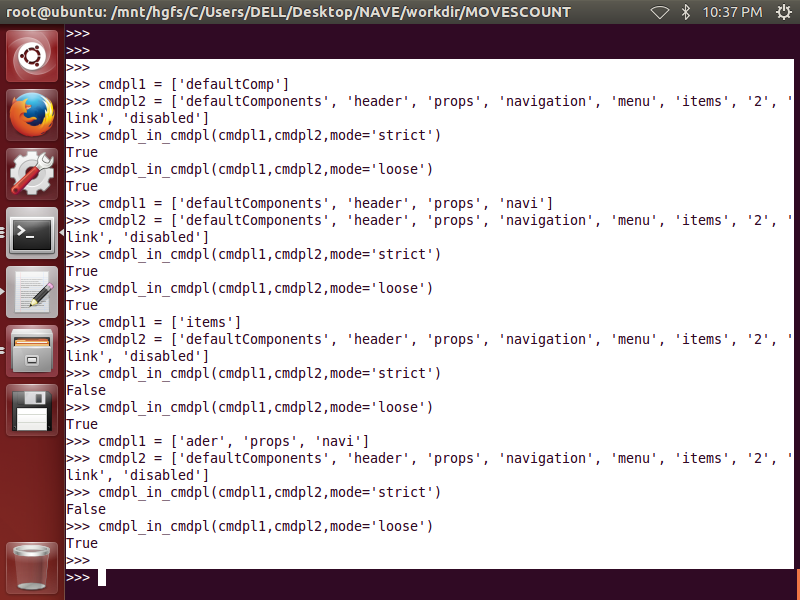 root@ubuntu: /mnt/hgfs/C/Users/DELL/Desktop/NAVE/workdir/MOVESCOUNT
10:37 PM
>>>
>>>
>>>
>>> cmdpl1 = ['defaultComp']
>>> cmdpl2 = ['defaultComponents', 'header', 'props', 'navigation', 'menu', 'items', '2', '
link', 'disabled']
>>> cmdpl_in_cmdpl(cmdpl1,cmdpl2,mode='strict')
True
>>> cmdpl_in_cmdpl(cmdpl1,cmdpl2,mode='loose')
True
>>> cmdpl1 = ['defaultComponents', 'header', 'props', 'navi']
>>> cmdpl2 = ['defaultComponents', 'header', 'props', 'navigation', 'menu', 'items', '2', '
link', 'disabled']
>>> cmdpl_in_cmdpl(cmdpl1,cmdpl2,mode='strict')
True
>>> cmdpl_in_cmdpl(cmdpl1,cmdpl2,mode='loose')
True
>>> cmdpl1 = ['items']
>>> cmdpl2 = ['defaultComponents', 'header', 'props', 'navigation', 'menu', 'items', '2', '
link', 'disabled']
>>> cmdpl_in_cmdpl(cmdpl1,cmdpl2,mode='strict')
False
>>> cmdpl_in_cmdpl(cmdpl1,cmdpl2,mode='loose')
True
>>> cmdpl1 = ['ader', 'props', 'navi']
>>> cmdpl2 = ['defaultComponents', 'header', 'props', 'navigation', 'menu', 'items', '2', '
link', 'disabled']
>>> cmdpl_in_cmdpl(cmdpl1,cmdpl2,mode='strict')
False
>>> cmdpl_in_cmdpl(cmdpl1,cmdpl2,mode='loose')
True
>>>
>>>